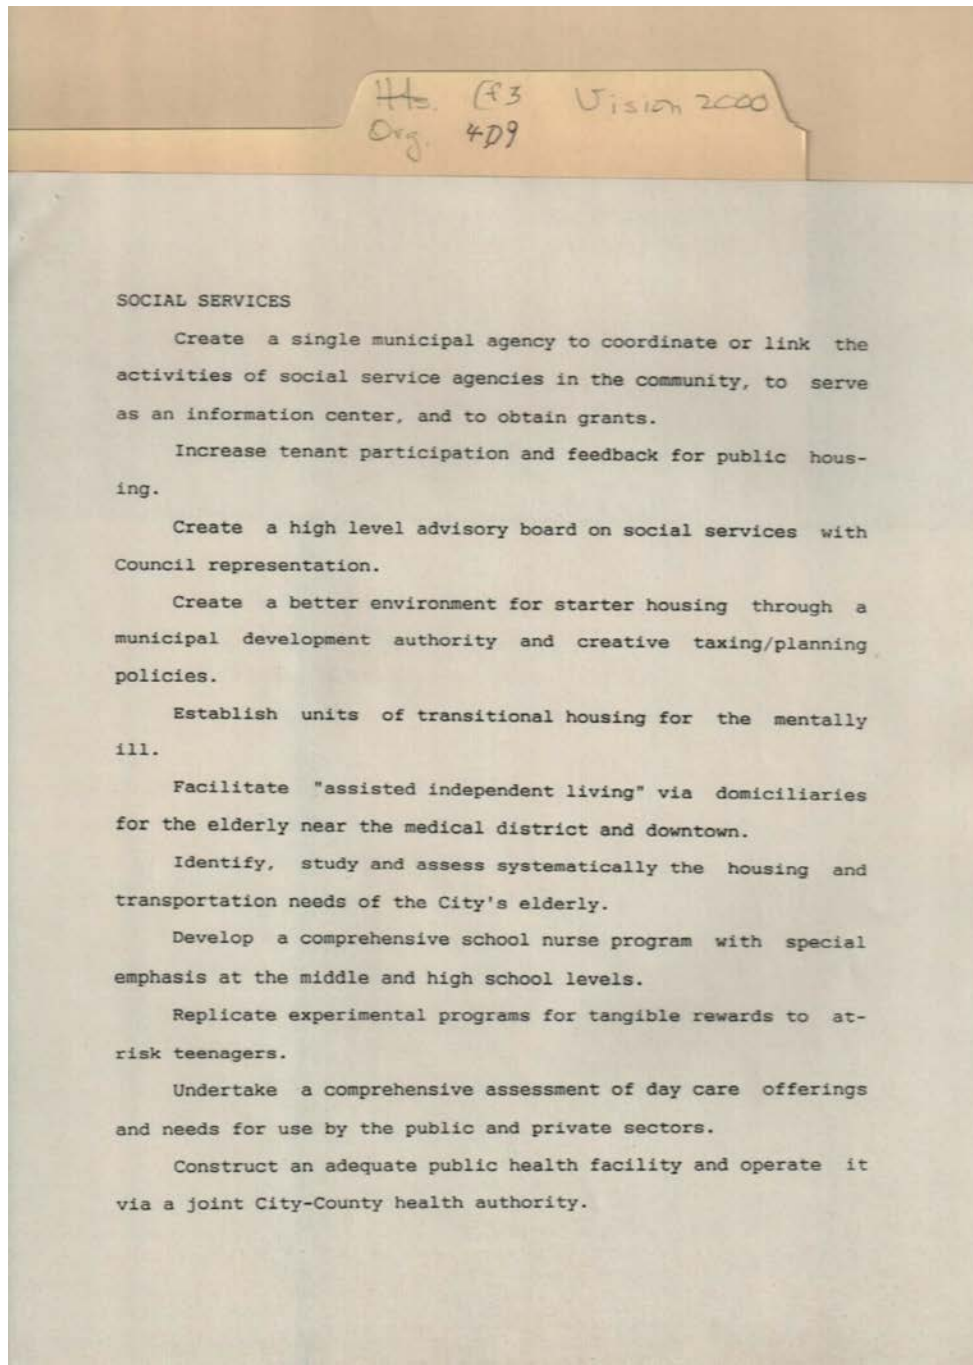 Hts. Cf3 Vision 2000
Org. 4D9
SOCIAL SERVICES
Create a single municipal agency to coordinate or link the
activities of social service agencies in the community, to serve
as an information center, and to obtain grants.
Increase tenant participation and feedback for public hous-
ing.
Create a high level advisory board on social services with
Council representation.
Create a better environment for starter housing through a
municipal development authority and creative taxing/planning
policies.
Establish units of transitional housing for the mentally
ill.
Facilitate "assisted independent living" via domiciliaries
for the elderly near the medical district and downtown.
Identify, study and assess systematically the housing and
transportation needs of the City's elderly.
Develop a comprehensive school nurse program with special
emphasis at the middle and high school levels.
Replicate experimental programs for tangible rewards to at-
risk teenagers.
Undertake a comprehensive assessment of day care offerings
and needs for use by the public and private sectors.
Construct an adequate public health facility and operate it
via a joint City-County health authority.